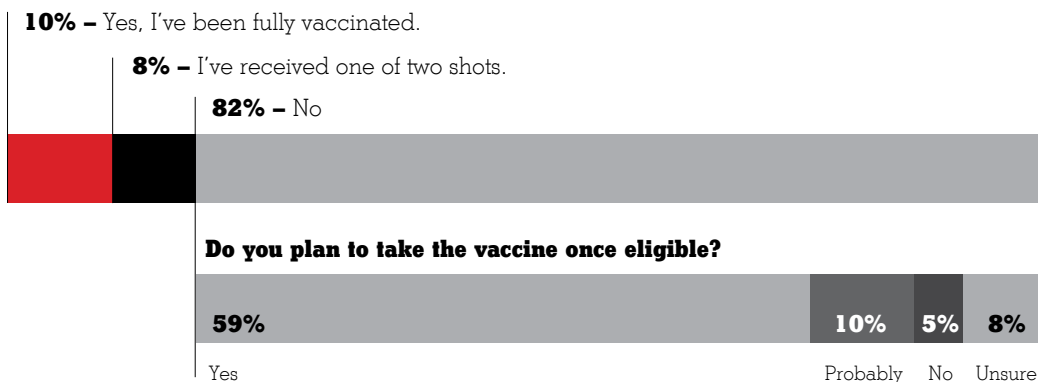 10% – Yes, I've been fully vaccinated.
8% – I've received one of two shots.
82% – No
Do you plan to take the vaccine once eligible?
59% 10% 5% 8%
Yes Probably No Unsure